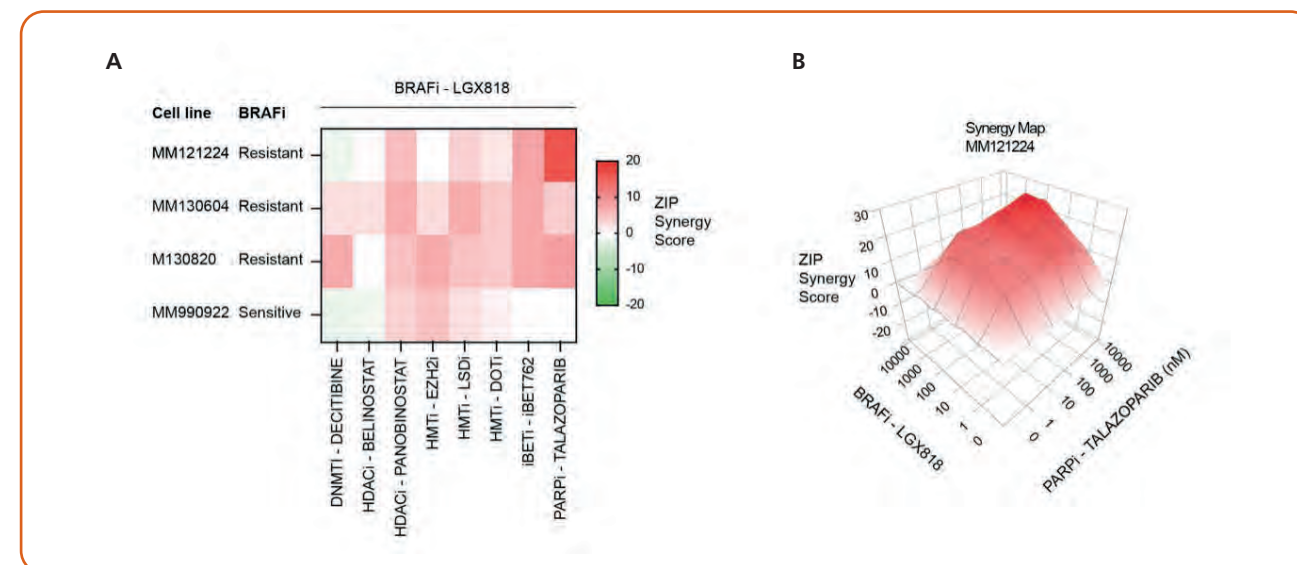 A
BRAFi - LGX818
Cell line BRAFi
MM121224 Resistant
MM130604 Resistant
M130820 Resistant
MM990922 Sensitive
20
10
0
-10
-20
ZIP
Synergy
Score
DNMTi - DECITIBINE
HDACi - BELINOSTAT
HDACi - PANOBINOSTAT
HMTi - EZH2i
HMTi - LSDi
HMTi - DOTi
iBETi - iBET762
PARPi - TALAZOPARIB
B
Synergy Map
MM121224
30
20
10
0
-10
-20
ZIP
Synergy
Score
10000
1000
100
10
1
0
BRAFi - LGX818
0
1
10
100
1000
10000
PARPi - TALAZOPARIB (nM)